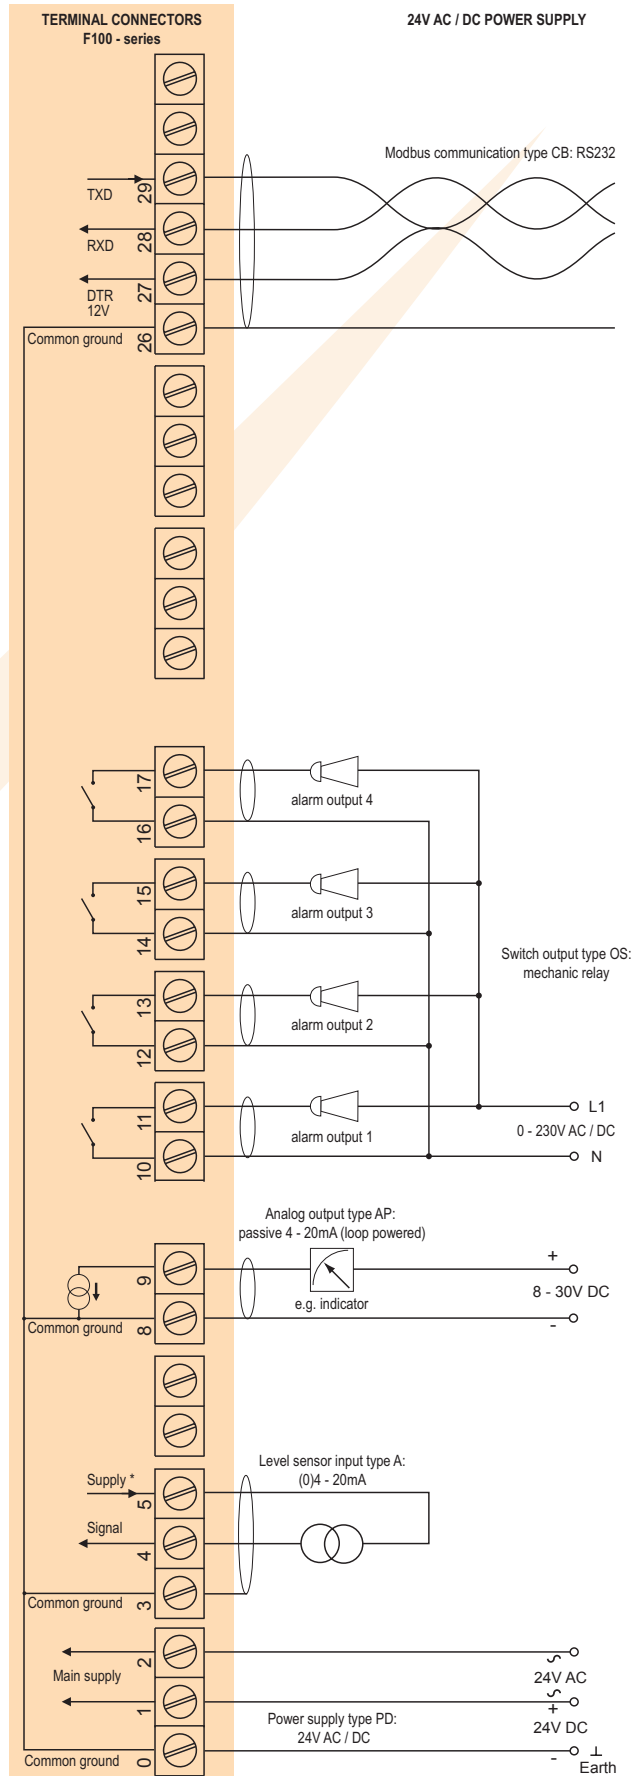 TERMINAL CONNECTORS
F100 - series
24V AC / DC POWER SUPPLY
Modbus communication type CB: RS232
TXD
29
RXD
28
DTR
12V
27
Common ground
26
17
alarm output 4
16
15
alarm output 3
14
Switch output type OS:
mechanic relay
13
alarm output 2
12
11
L1
alarm output 1
0 - 230V AC / DC
10
N
Analog output type AP:
passive 4 - 20mA (loop powered)
9
+
8 - 30V DC
e.g. indicator
Common ground
8
-
Level sensor input type A:
(0)4 - 20mA
Supply *
5
Signal
4
Common ground
3
2
Main supply
24V AC
1
+
Power supply type PD:
24V AC / DC
24V DC
Common ground
0
-
Earth